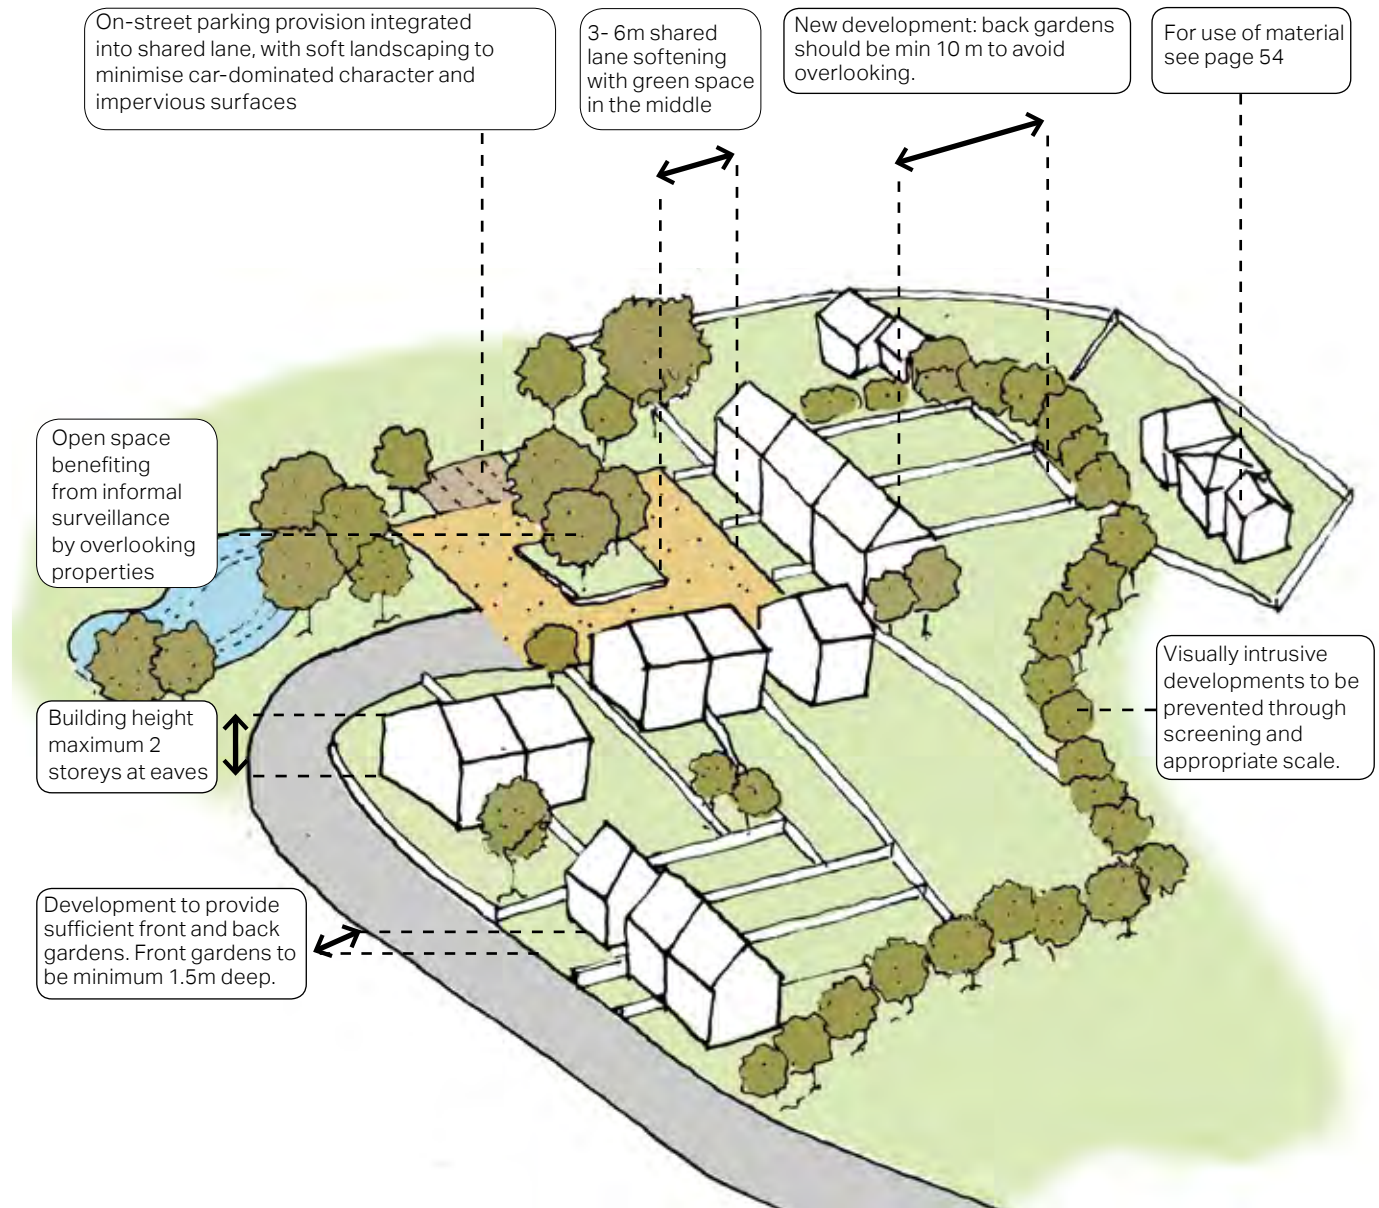 On-street parking provision integrated
into shared lane, with soft landscaping to
minimise car-dominated character and
impervious surfaces
3- 6m shared
lane softening
with green space
in the middle
New development: back gardens
should be min 10 m to avoid
overlooking.
For use of material
see page 54
Open space
benefiting
from informal
surveillance
by overlooking
properties
Building height
maximum 2
storeys at eaves
Visually intrusive
developments to be
prevented through
screening and
appropriate scale.
Development to provide
sufficient front and back
gardens. Front gardens to
be minimum 1.5m deep.